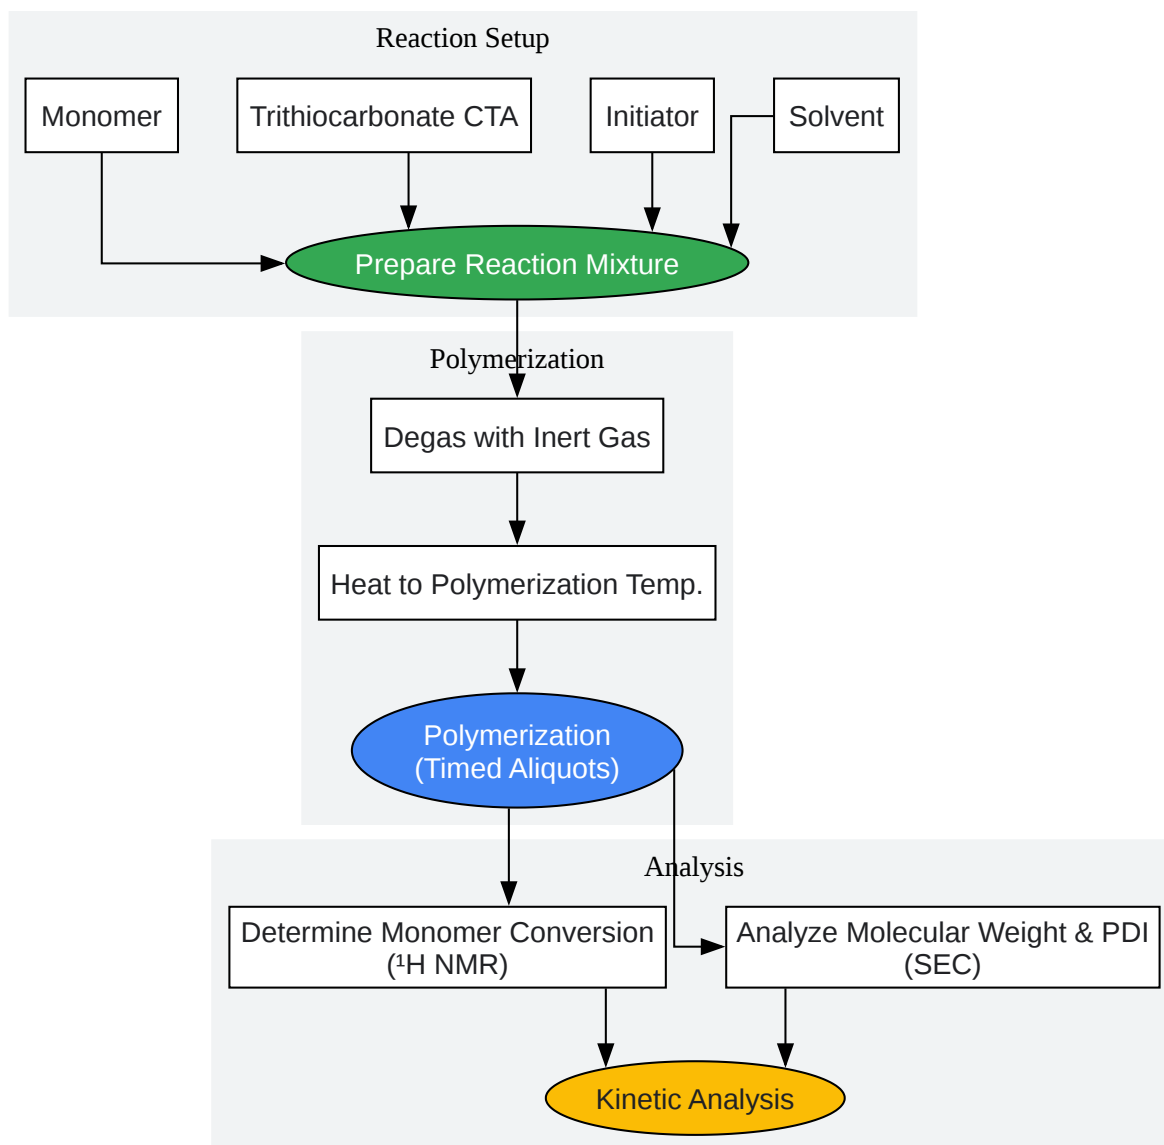 Reaction Setup
Monomer
Trithiocarbonate CTA
Initiator
Solvent
Prepare Reaction Mixture
Polymerization
Degas with Inert Gas
Heat to Polymerization Temp.
Polymerization
(Timed Aliquots)
Analysis
Determine Monomer Conversion
(¹H NMR)
Analyze Molecular Weight & PDI
(SEC)
Kinetic Analysis